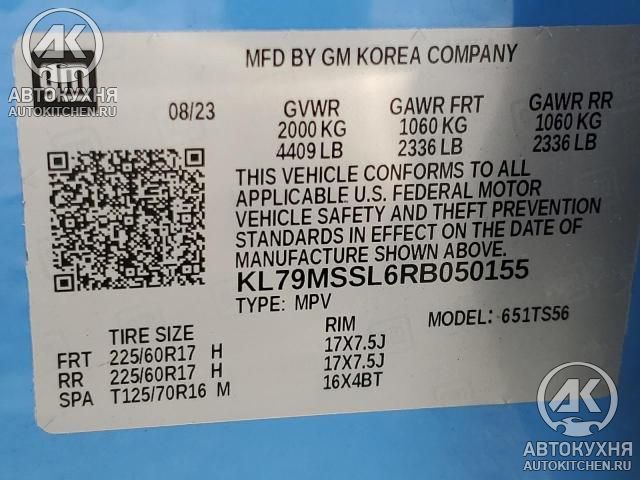 AK
gm
АВТОКУХНЯ
AUTOKITCHEN.RU
MFD BY GM KOREA COMPANY
08/23 GVWR GAWR FRT GAWR RR
2000 KG 1060 KG 1060 KG
4409 LB 2336 LB 2336 LB
THIS VEHICLE CONFORMS TO ALL
APPLICABLE U.S. FEDERAL MOTOR
VEHICLE SAFETY AND THEFT PREVENTION
STANDARDS IN EFFECT ON THE DATE OF
MANUFACTURE SHOWN ABOVE.
KL79MSSL6RB050155
TYPE: MPV MODEL: 651TS56
TIRE SIZE RIM
FRT 225/60R17 H 17X7.5J
RR 225/60R17 H 17X7.5J
SPA T125/70R16 M 16X4BT
AK
АВТОКУХНЯ
AUTOKITCHEN.RU